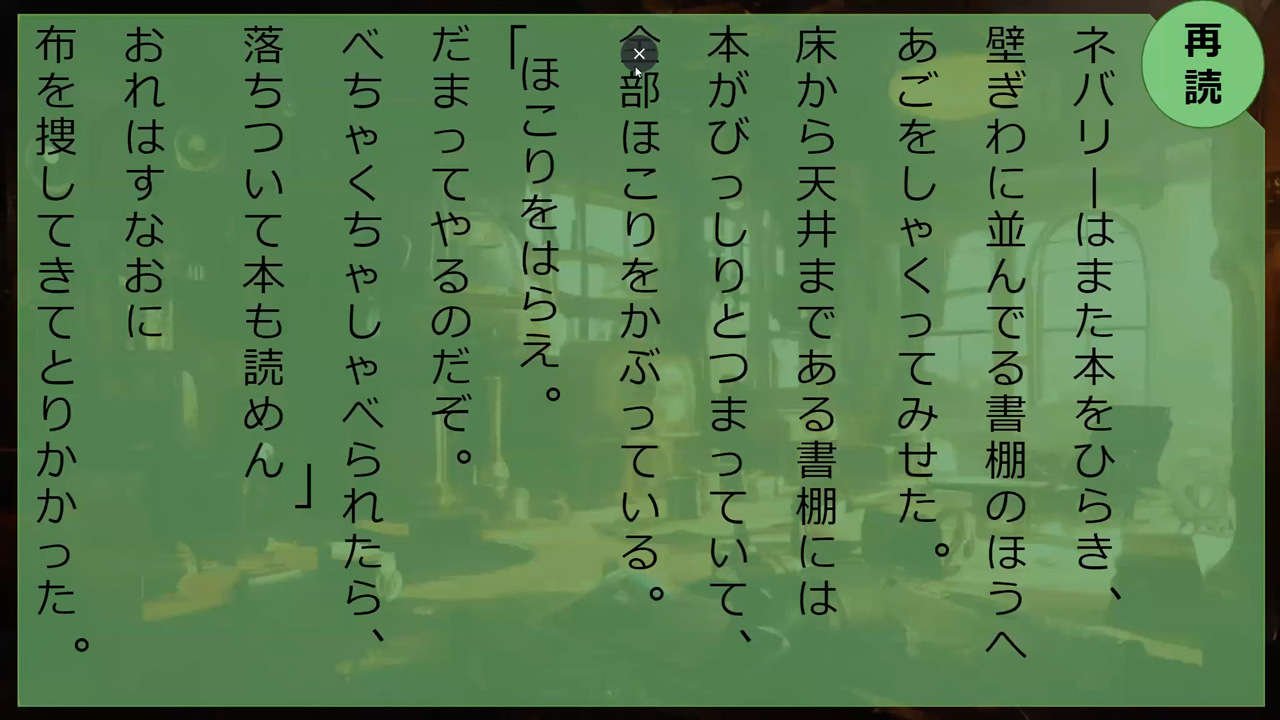 再読
ネバリーはまた本をひらき、
壁ぎわに並んでる書棚のほうへ
あごをしゃくってみせた。
床から天井まである書棚には
本がびっしりとつまっていて、
全部ほこりをかぶっている。
「ほこりをはらえ。
だまってやるのだぞ。
べちゃくちゃしゃべられたら、
落ちついて本も読めん」
おれはすなおに
布を捜してきてとりかかった。